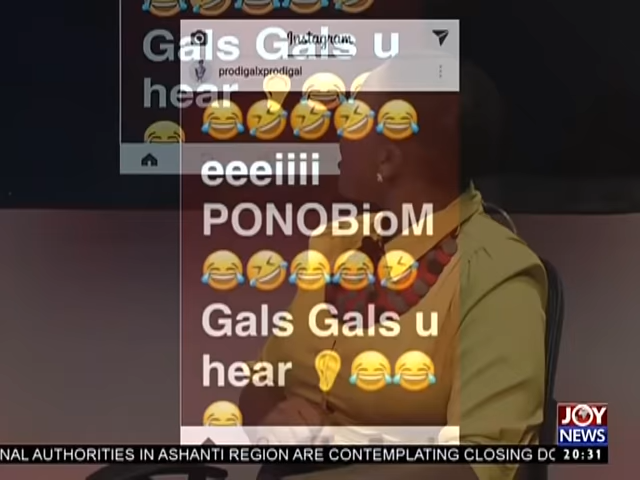 Gals Gals u
hear 👂😂
Instagram
prodigalxprodigal
😂🤣🤣🤣😂
eeeiiii
PONOBioM
😂🤣😂😂🤣
Gals Gals u
hear 👂😂😂
😂
JOY
NEWS
NAL AUTHORITIES IN ASHANTI REGION ARE CONTEMPLATING CLOSING DO
20:31